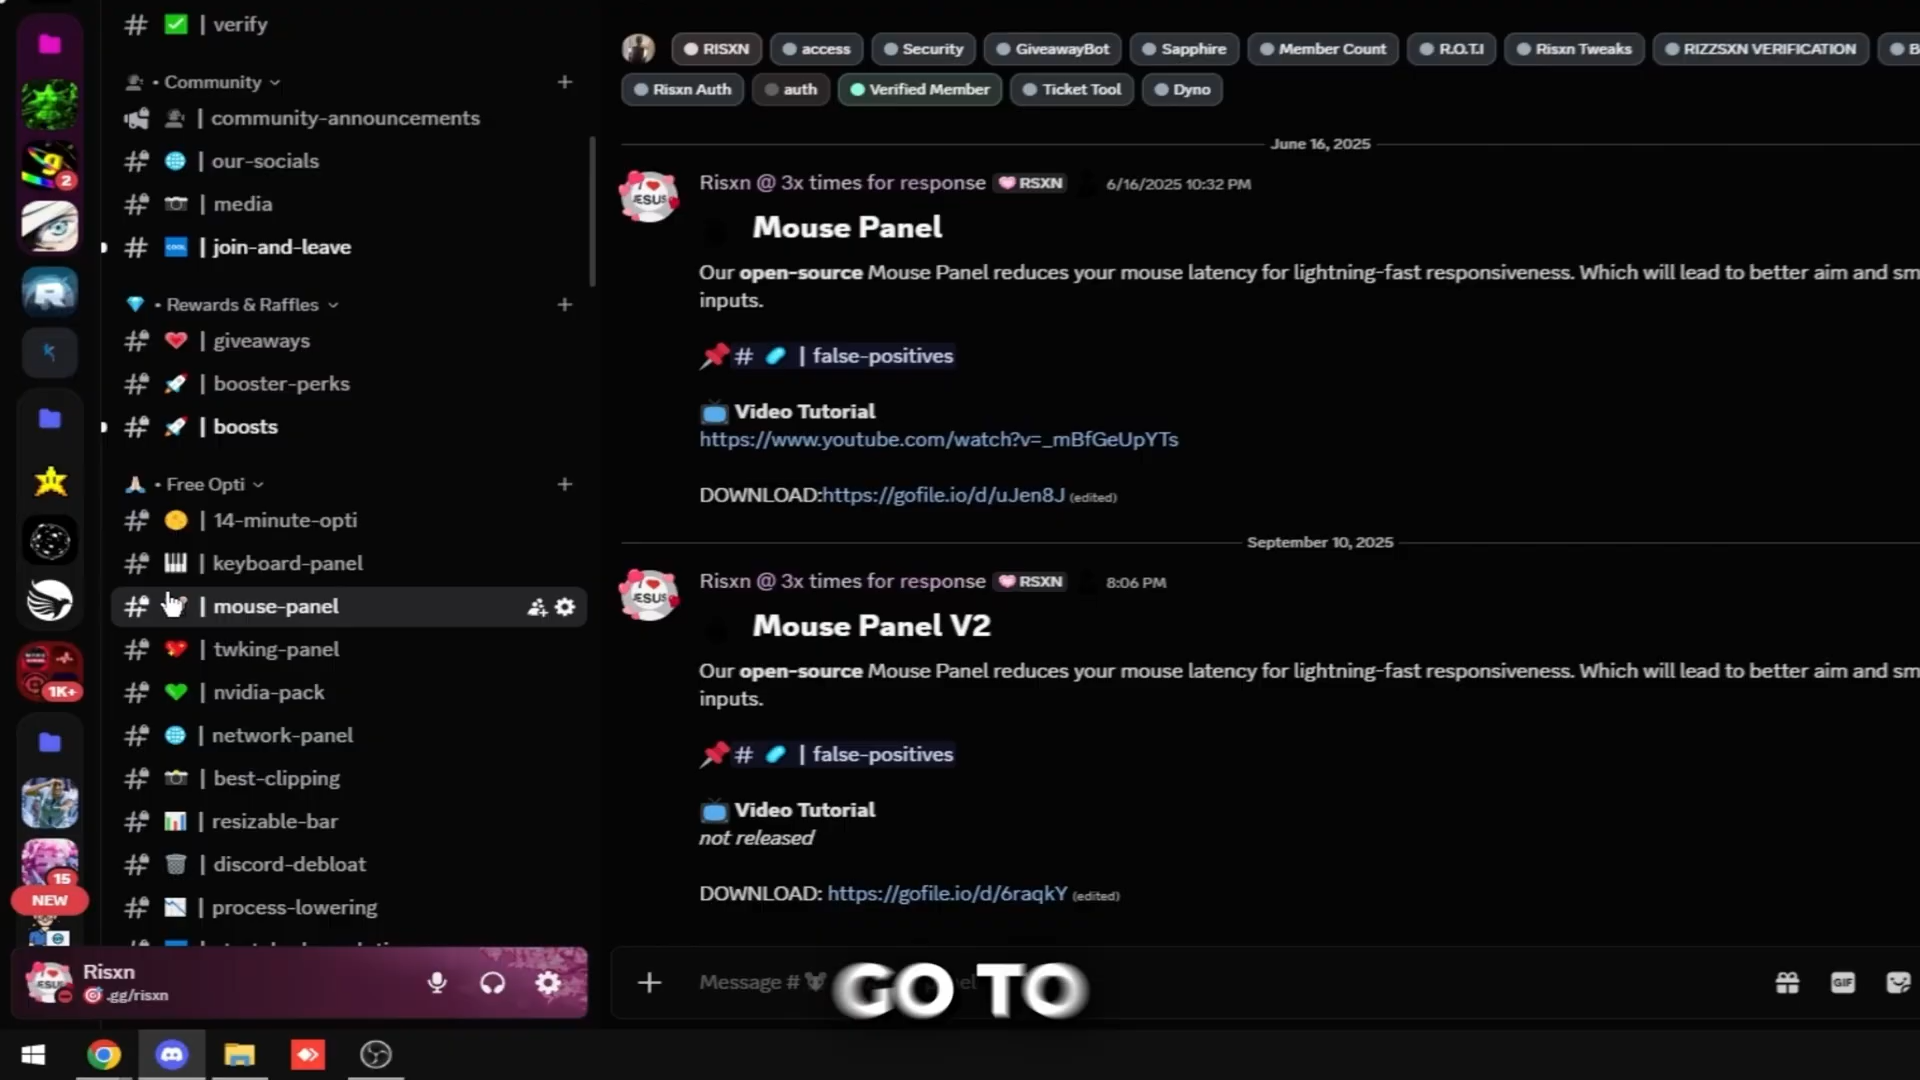 | verify
• Community
| community-announcements
| our-socials
| media
COOL | join-and-leave
• Rewards & Raffles
| giveaways
| booster-perks
| boosts
• Free Opti
| 14-minute-opti
| keyboard-panel
| mouse-panel
| twking-panel
| nvidia-pack
| network-panel
| best-clipping
| resizable-bar
| discord-debloat
| process-lowering
2
1K+
15
NEW
Risxn
.gg/risxn
RISXN access Security GiveawayBot Sapphire Member Count R.O.T.I Risxn Tweaks RIZZSXN VERIFICATION
Risxn Auth auth Verified Member Ticket Tool Dyno
June 16, 2025
Risxn @ 3x times for response RSXN 6/16/2025 10:32 PM
Mouse Panel
Our open-source Mouse Panel reduces your mouse latency for lightning-fast responsiveness. Which will lead to better aim and sm
inputs.
# | false-positives
Video Tutorial
https://www.youtube.com/watch?v=_mBfGeUpYTs
DOWNLOAD:https://gofile.io/d/uJen8J (edited)
September 10, 2025
Risxn @ 3x times for response RSXN 8:06 PM
Mouse Panel V2
Our open-source Mouse Panel reduces your mouse latency for lightning-fast responsiveness. Which will lead to better aim and sm
inputs.
# | false-positives
Video Tutorial
not released
DOWNLOAD: https://gofile.io/d/6raqkY (edited)
Message #
GO TO
GIF